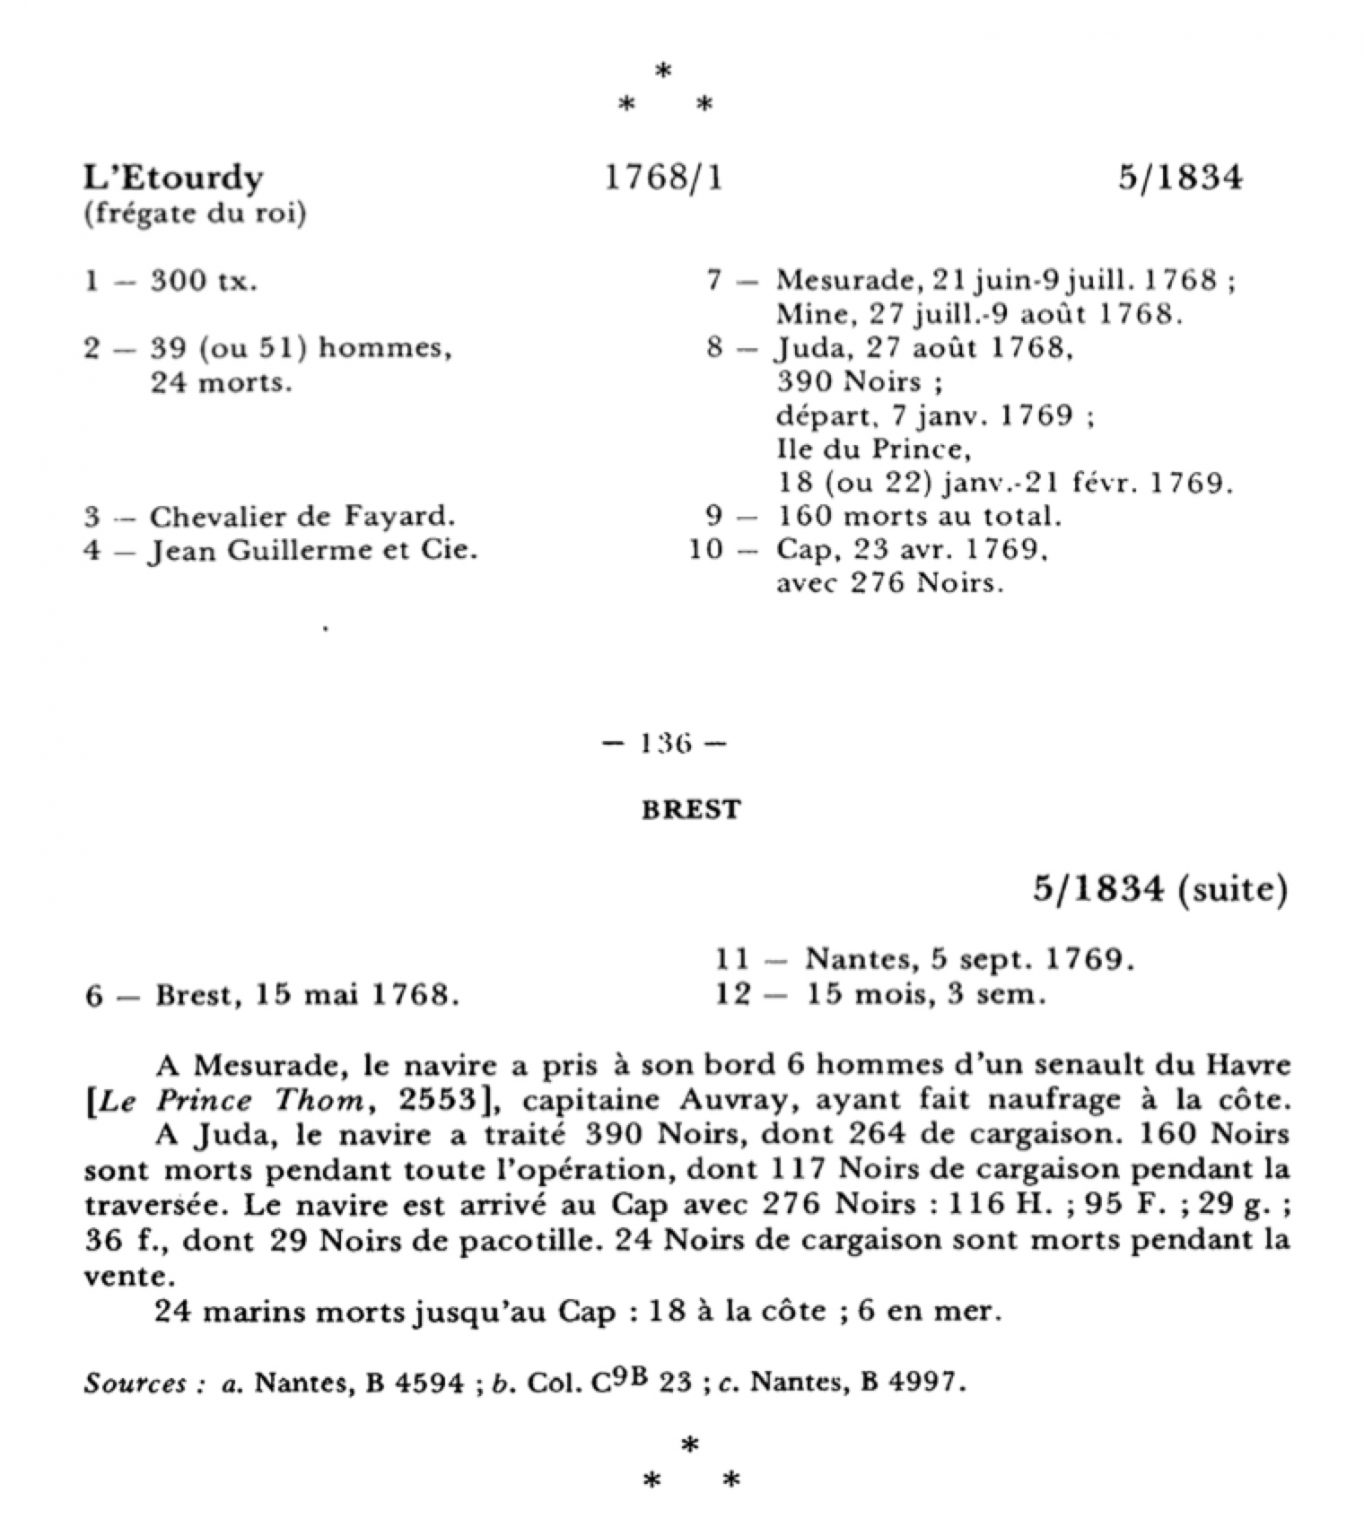 *
* *
L'Etourdy 1768/1 5/1834
(frégate du roi)
1 — 300 tx.
2 — 39 (ou 51) hommes,
24 morts.
3 — Chevalier de Fayard.
4 — Jean Guillerme et Cie.
7 — Mesurade, 21 juin-9 juill. 1768 ;
Mine, 27 juill.-9 août 1768.
8 — Juda, 27 août 1768,
390 Noirs ;
départ, 7 janv. 1769 ;
Ile du Prince,
18 (ou 22) janv.-21 févr. 1769.
9 — 160 morts au total.
10 — Cap, 23 avr. 1769,
avec 276 Noirs.
— 136 —
BREST
5/1834 (suite)
6 — Brest, 15 mai 1768.
11 — Nantes, 5 sept. 1769.
12 — 15 mois, 3 sem.
A Mesurade, le navire a pris à son bord 6 hommes d'un senault du Havre
[Le Prince Thom, 2553], capitaine Auvray, ayant fait naufrage à la côte.
A Juda, le navire a traité 390 Noirs, dont 264 de cargaison. 160 Noirs
sont morts pendant toute l'opération, dont 117 Noirs de cargaison pendant la
traversée. Le navire est arrivé au Cap avec 276 Noirs : 116 H. ; 95 F. ; 29 g. ;
36 f., dont 29 Noirs de pacotille. 24 Noirs de cargaison sont morts pendant la
vente.
24 marins morts jusqu'au Cap : 18 à la côte ; 6 en mer.
Sources : a. Nantes, B 4594 ; b. Col. C9B 23 ; c. Nantes, B 4997.
*
* *